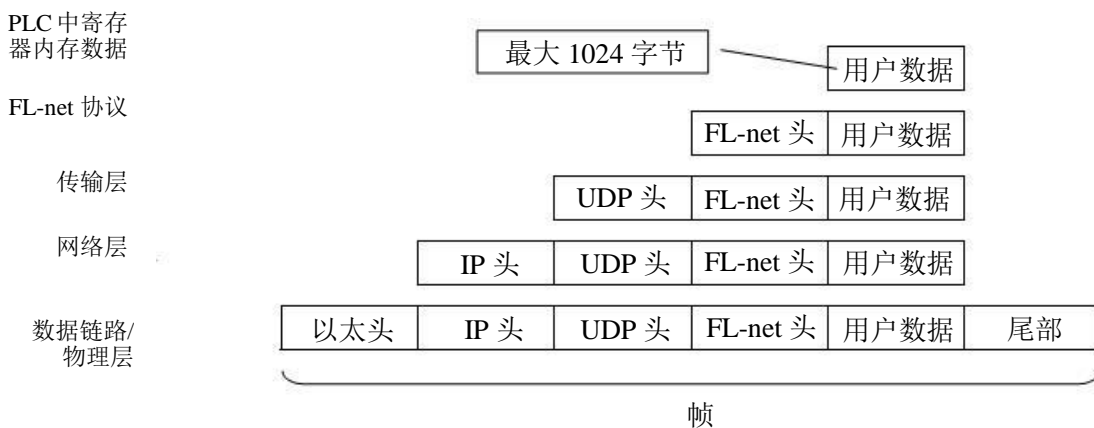 PLC 中寄存
器内存数据
最大 1024 字节
用户数据
FL-net 协议
FL-net 头 用户数据
传输层
UDP 头 FL-net 头 用户数据
网络层
IP 头 UDP 头 FL-net 头 用户数据
数据链路/
物理层
以太头 IP 头 UDP 头 FL-net 头 用户数据 尾部
帧